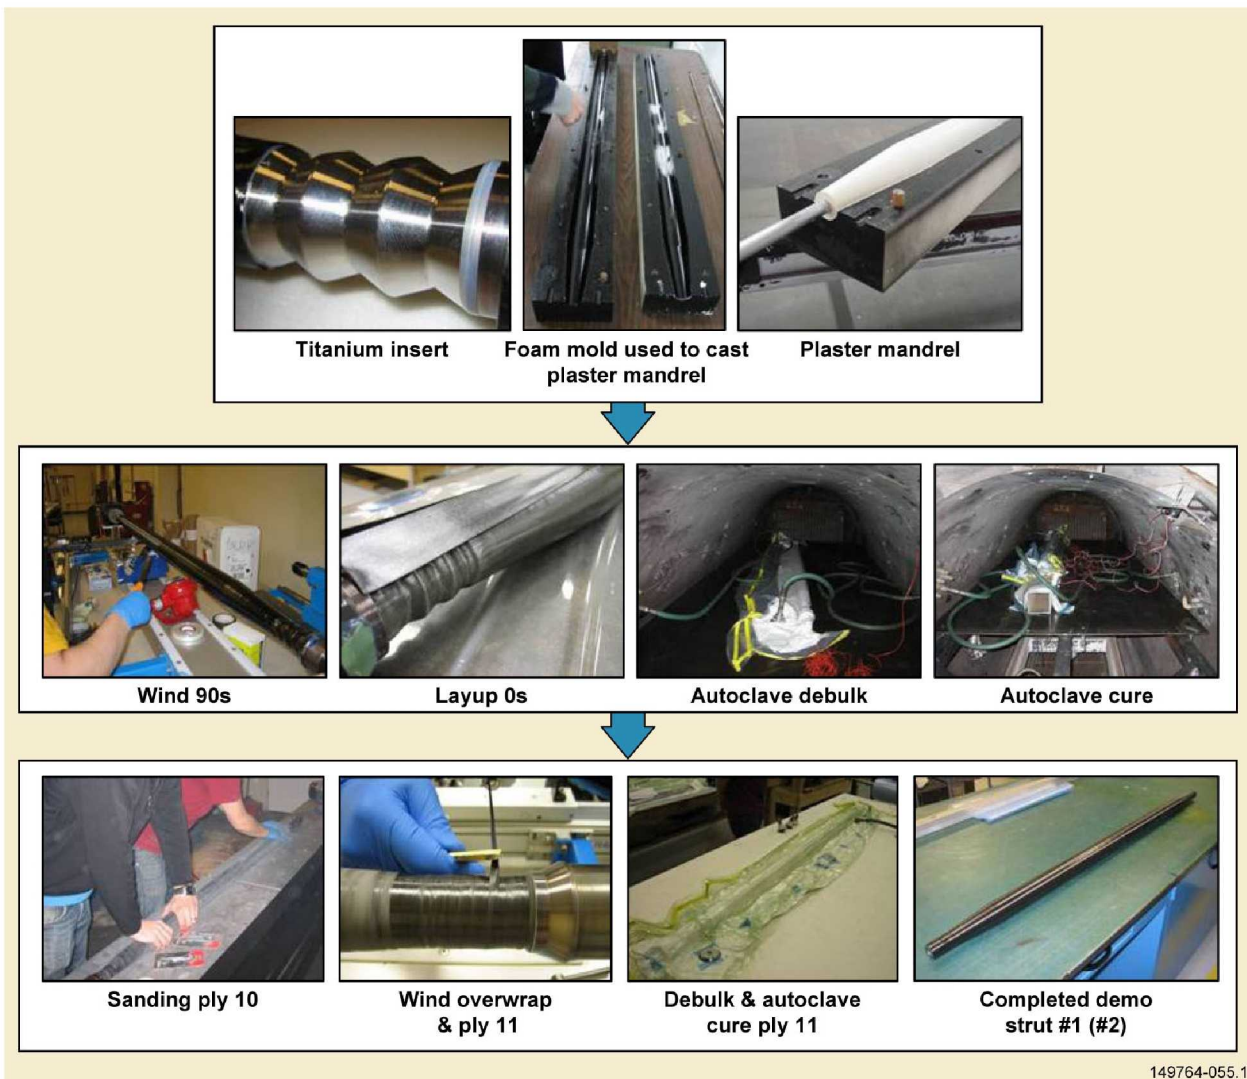 Titanium insert
Foam mold used to cast
plaster mandrel
Plaster mandrel
Wind 90s
Layup 0s
Autoclave debulk
Autoclave cure
Sanding ply 10
Wind overwrap
& ply 11
Debulk & autoclave
cure ply 11
Completed demo
strut #1 (#2)
149764-055.1